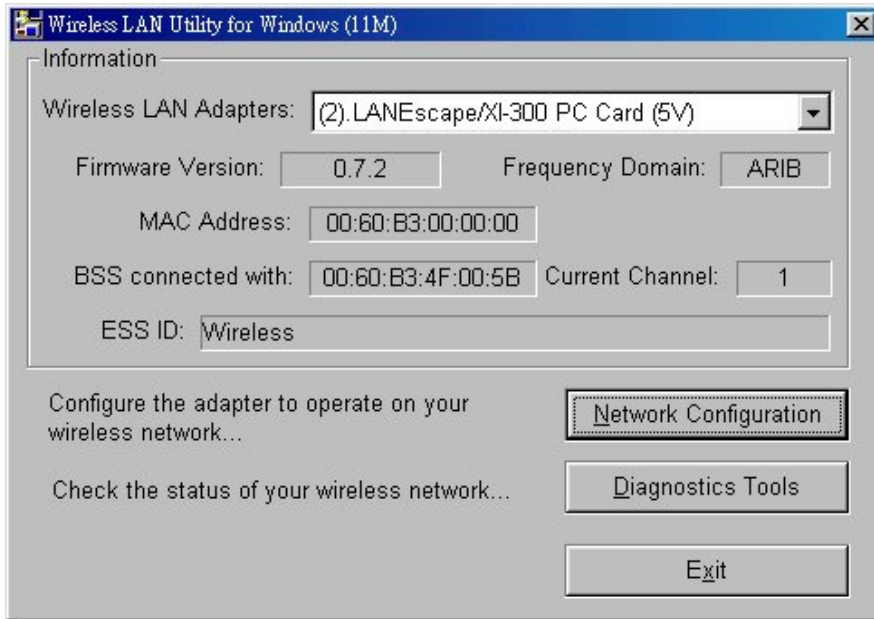 Wireless LAN Utility for Windows (11M)
Information
Wireless LAN Adapters: (2).LANEscape/XI-300 PC Card (5V)
Firmware Version: 0.7.2 Frequency Domain: ARIB
MAC Address: 00:60:B3:00:00:00
BSS connected with: 00:60:B3:4F:00:5B Current Channel: 1
ESS ID: Wireless
Configure the adapter to operate on your
wireless network...
Network Configuration
Check the status of your wireless network...
Diagnostics Tools
Exit